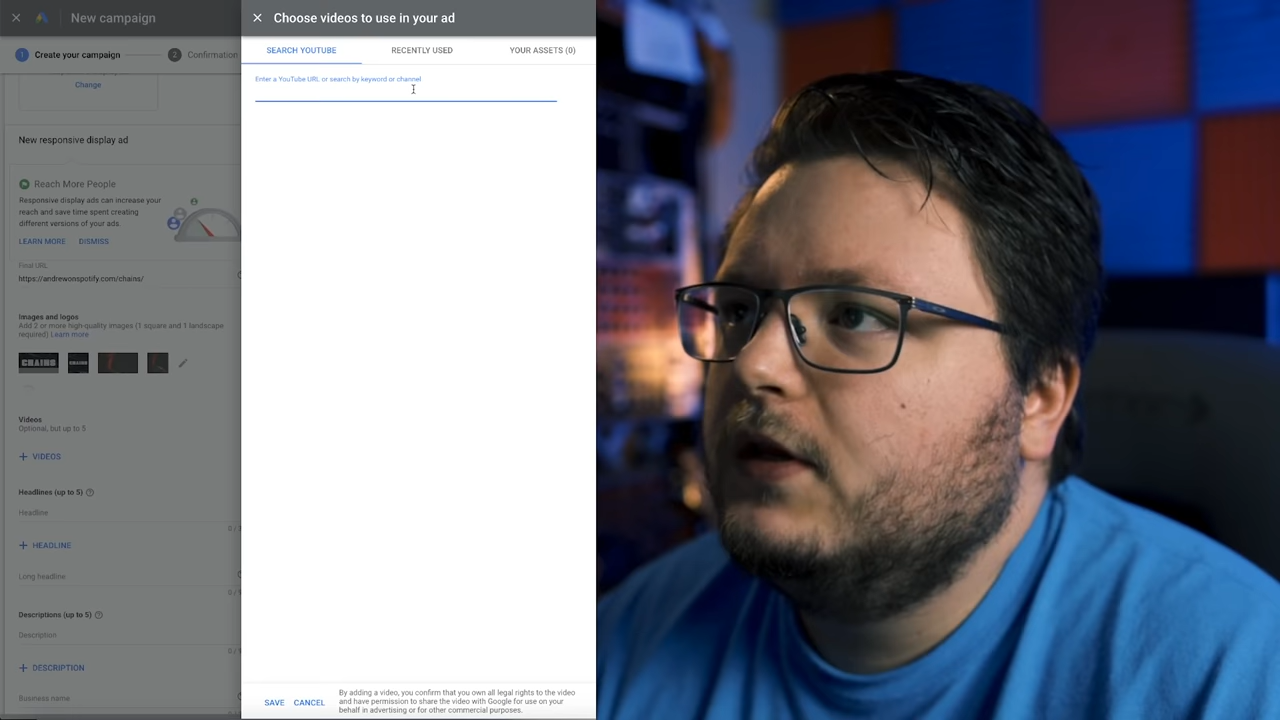 New campaign
1 Create your campaign
2 Confirmation
Change
New responsive display ad
Reach More People
Responsive display ads can increase your
reach and save time spent creating
different versions of your ads.
LEARN MORE DISMISS
Final URL
https://andrewonspotify.com/chains/
Images and logos
Add 2 or more high-quality images (1 square and 1 landscape
required) Learn more
CHAINS CHAINS
Videos
Optional, but up to 5
+ VIDEOS
Headlines (up to 5)
Headline
0 /
+ HEADLINE
Long headline
0 /
Descriptions (up to 5)
Description
0 /
+ DESCRIPTION
Business name
Choose videos to use in your ad
SEARCH YOUTUBE RECENTLY USED YOUR ASSETS (0)
Enter a YouTube URL or search by keyword or channel
SAVE CANCEL
By adding a video, you confirm that you own all legal rights to the video
and have permission to share the video with Google for use on your
behalf in advertising or for other commercial purposes.